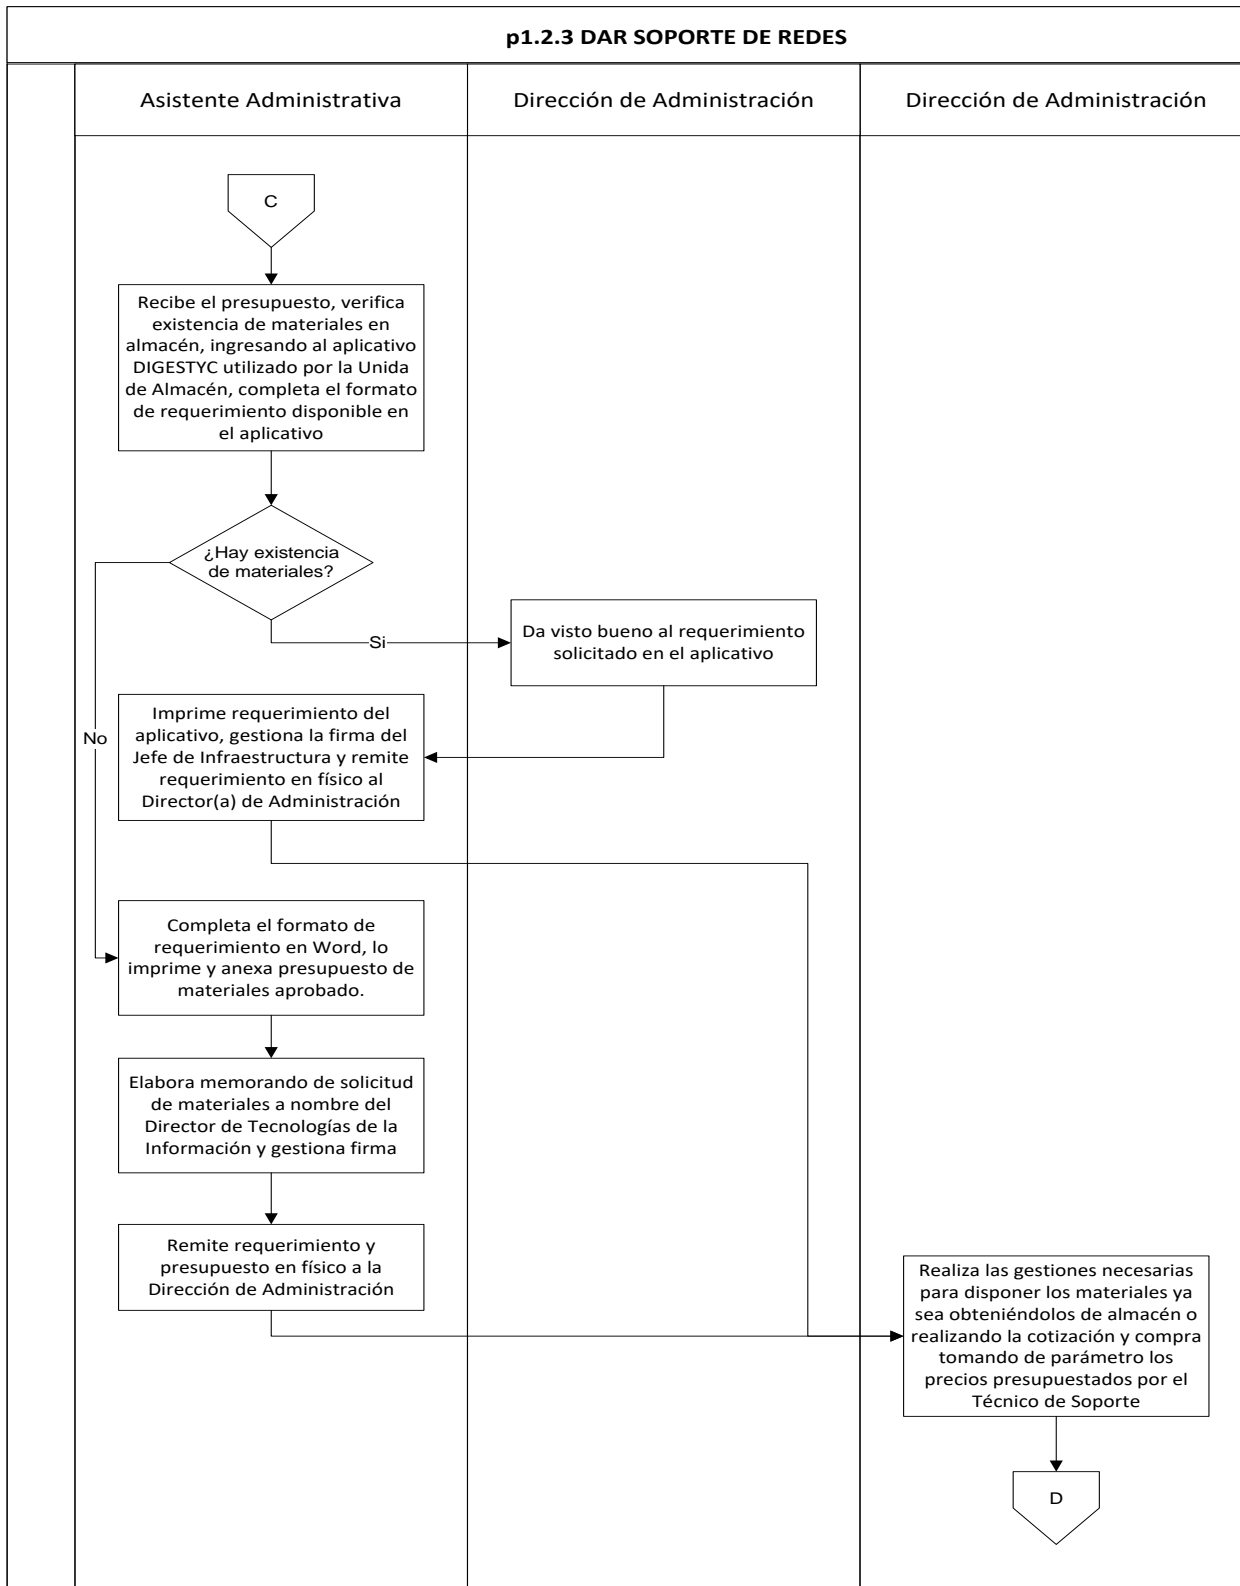 p1.2.3 DAR SOPORTE DE REDES
Asistente Administrativa
Dirección de Administración
Dirección de Administración
C
Recibe el presupuesto, verifica
existencia de materiales en
almacén, ingresando al aplicativo
DIGESTYC utilizado por la Unida
de Almacén, completa el formato
de requerimiento disponible en
el aplicativo
¿Hay existencia
de materiales?
Si
Da visto bueno al requerimiento
solicitado en el aplicativo
No
Imprime requerimiento del
aplicativo, gestiona la firma del
Jefe de Infraestructura y remite
requerimiento en físico al
Director(a) de Administración
Completa el formato de
requerimiento en Word, lo
imprime y anexa presupuesto de
materiales aprobado.
Elabora memorando de solicitud
de materiales a nombre del
Director de Tecnologías de la
Información y gestiona firma
Remite requerimiento y
presupuesto en físico a la
Dirección de Administración
Realiza las gestiones necesarias
para disponer los materiales ya
sea obteniéndolos de almacén o
realizando la cotización y compra
tomando de parámetro los
precios presupuestados por el
Técnico de Soporte
D